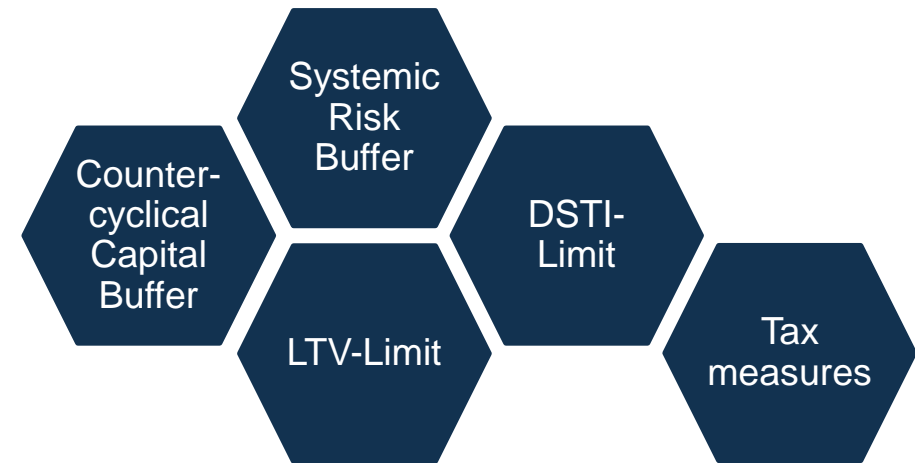 Systemic
Risk
Buffer
Counter-
cyclical
Capital
Buffer
DSTI-
Limit
LTV-Limit
Tax
measures